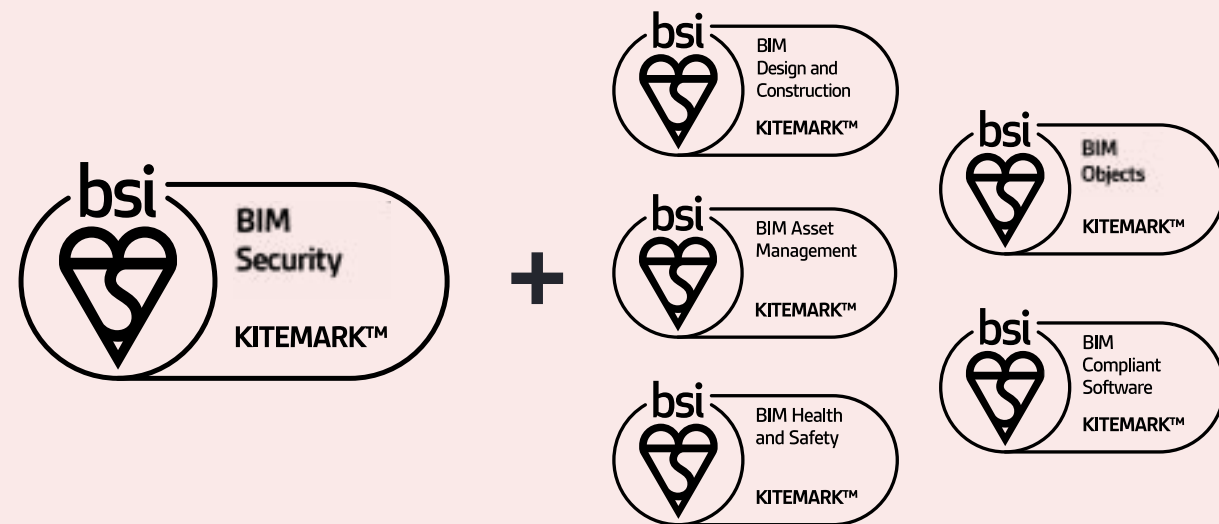 bsi
BIM
Security
KITEMARK™
+
bsi
BIM
Design and
Construction
KITEMARK™
bsi
BIM Asset
Management
KITEMARK™
bsi
BIM Health
and Safety
KITEMARK™
bsi
BIM
Objects
KITEMARK™
bsi
BIM
Compliant
Software
KITEMARK™